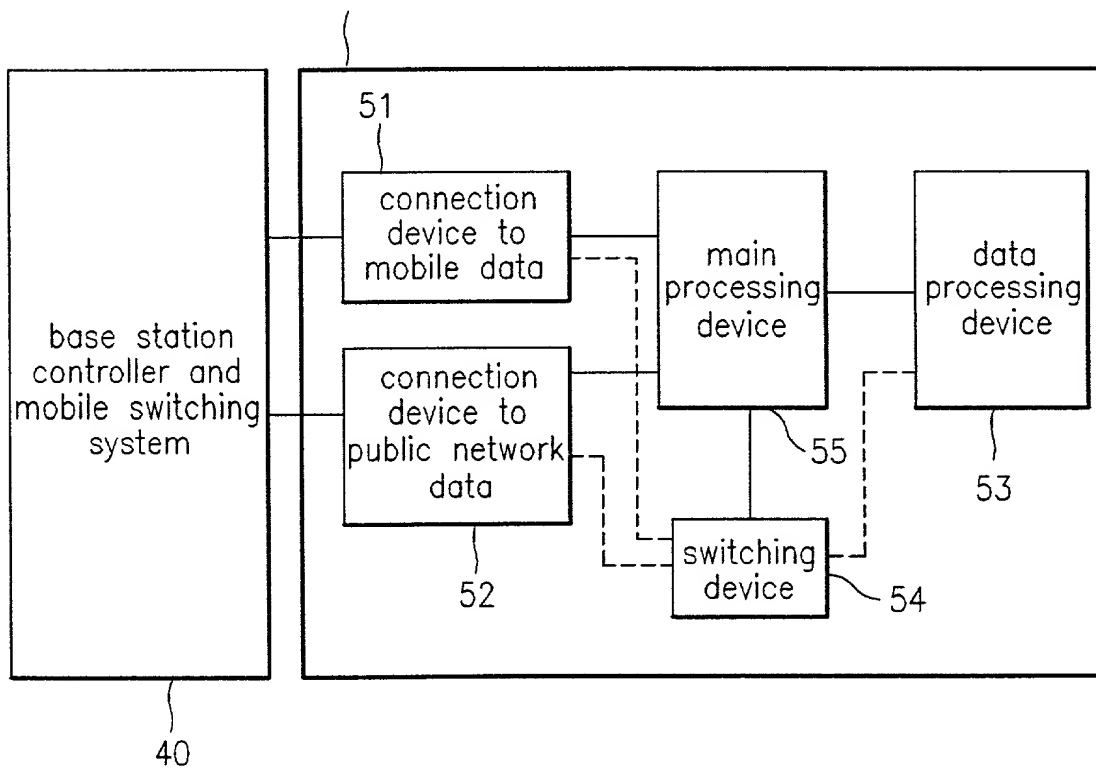 51
connection
device to
mobile data
main
processing
device
data
processing
device
base station
controller and
mobile switching
system
connection
device to
public network
data
55
53
switching
device
54
52
40